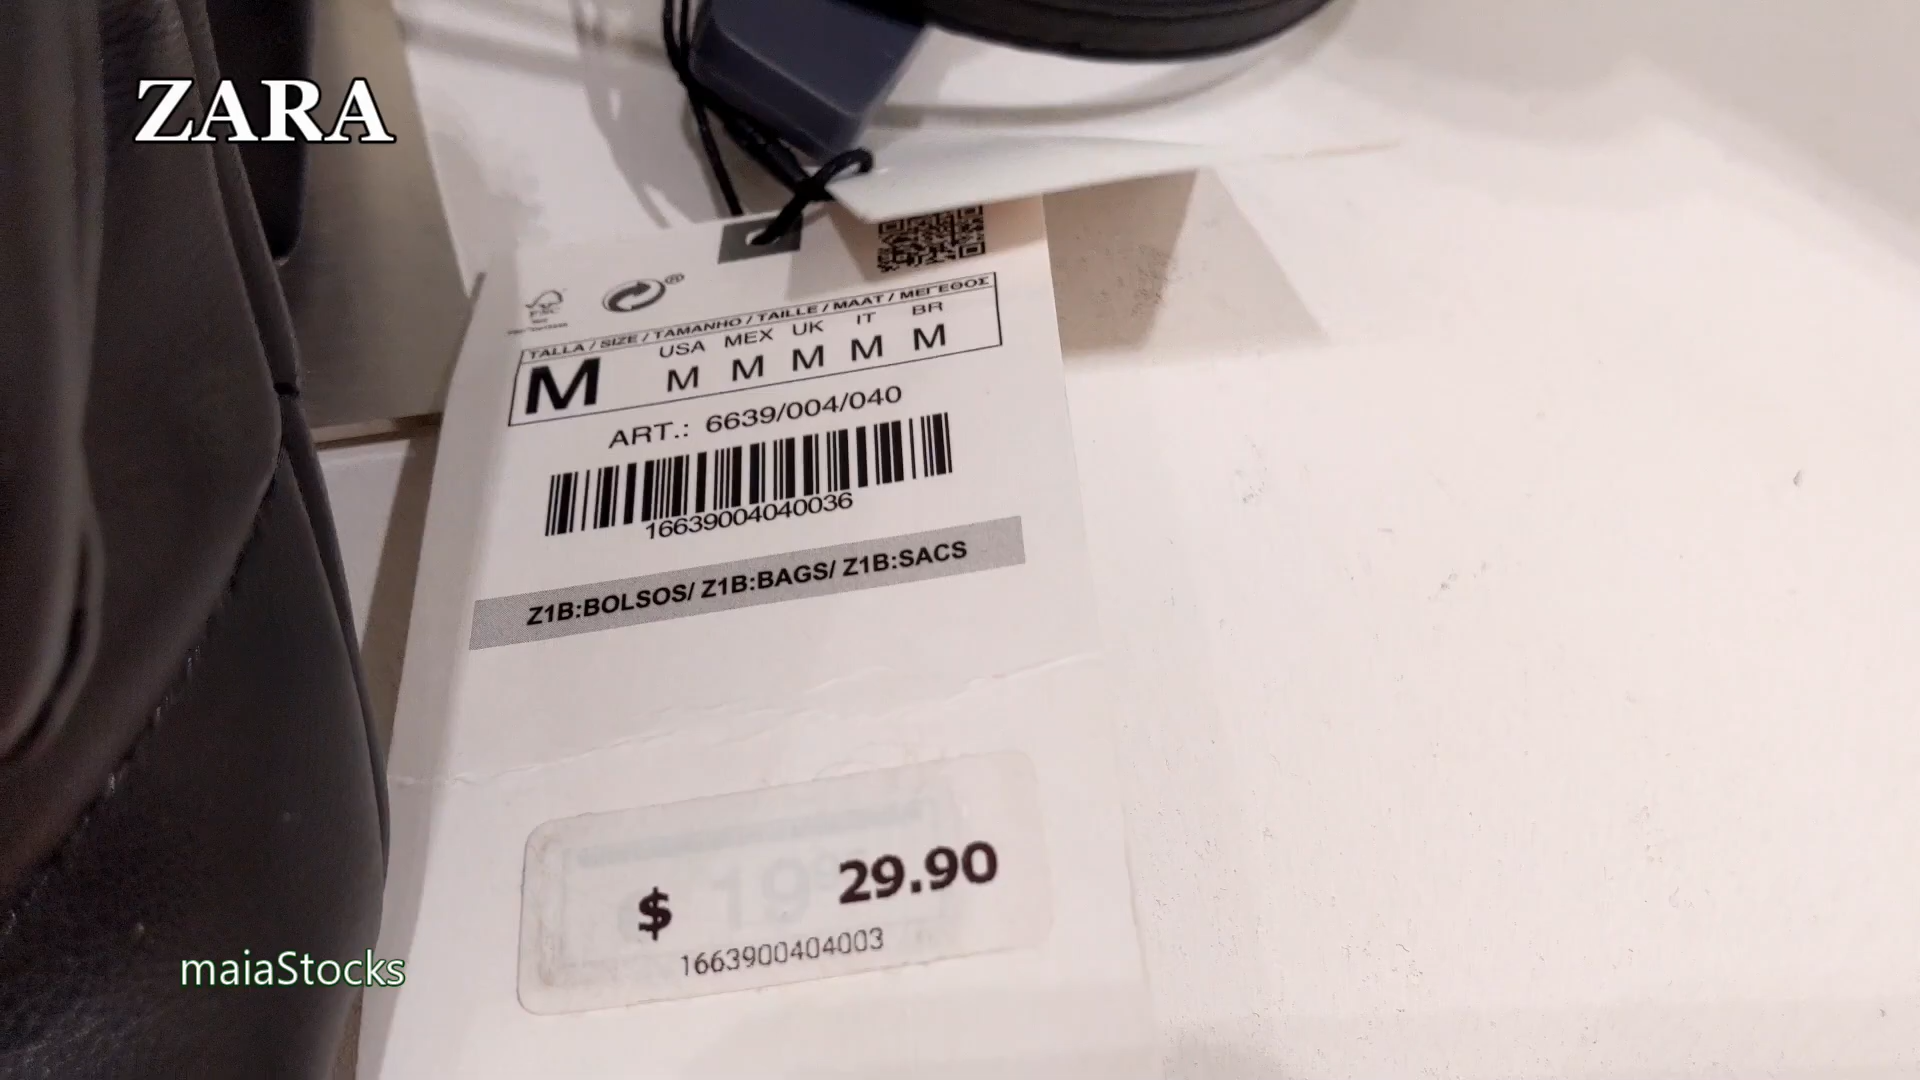 ZARA
TALLA / SIZE / TAMANHO / TAILLE / MAAT / ΜΕΓΕΘΟΣ
USA MEX UK IT BR
M M M M M M
ART.: 6639/004/040
16639004040036
Z1B:BOLSOS/ Z1B:BAGS/ Z1B:SACS
$ 29.90
1663900404003
maiaStocks